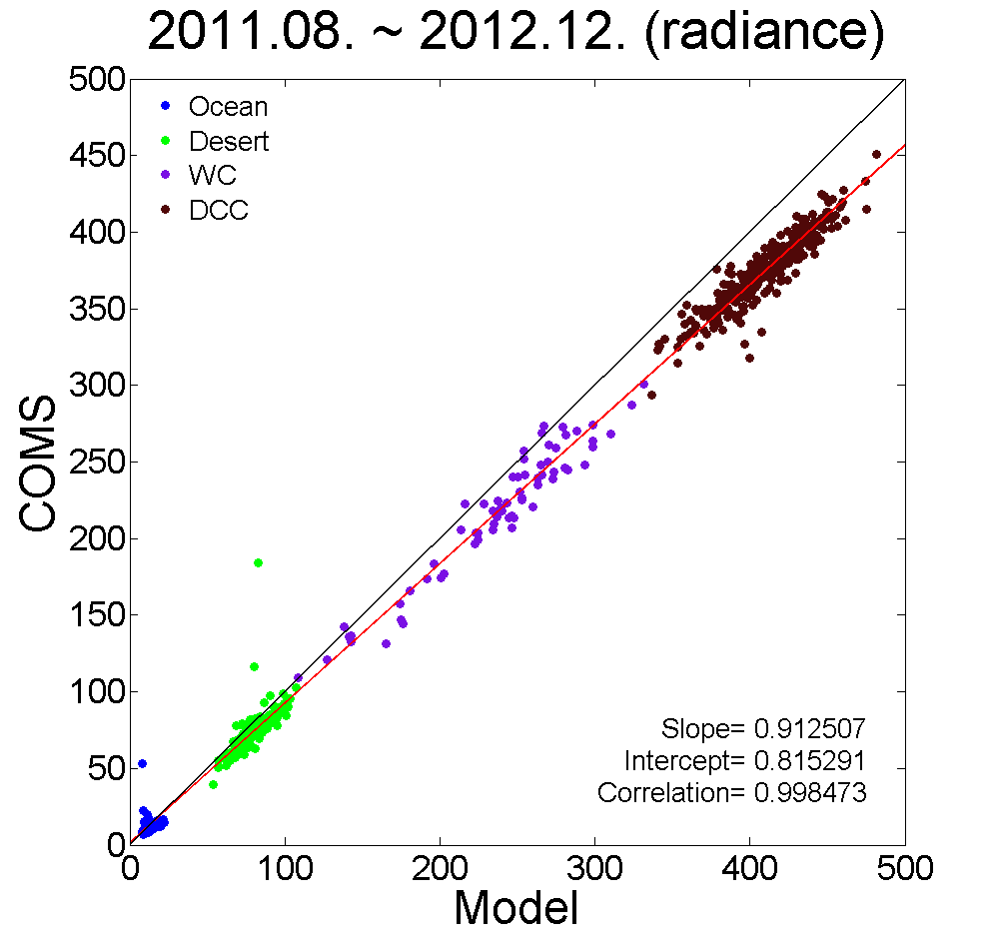 2011.08. ~ 2012.12. (radiance)
500
450
400
350
300
250
200
150
100
50
0
Ocean
Desert
WC
DCC
COMS
Slope= 0.912507
Intercept= 0.815291
Correlation= 0.998473
0 100 200 300 400 500
Model